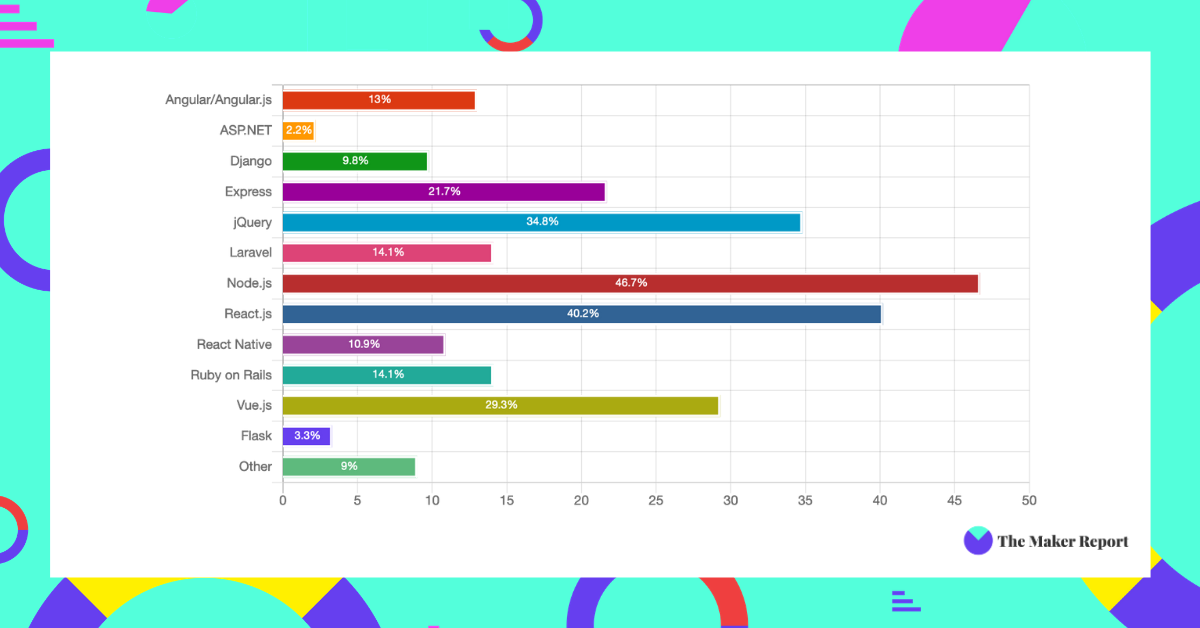 Angular/Angular.js 13%
ASP.NET 2.2%
Django 9.8%
Express 21.7%
jQuery 34.8%
Laravel 14.1%
Node.js 46.7%
React.js 40.2%
React Native 10.9%
Ruby on Rails 14.1%
Vue.js 29.3%
Flask 3.3%
Other 9%
0 5 10 15 20 25 30 35 40 45 50
The Maker Report